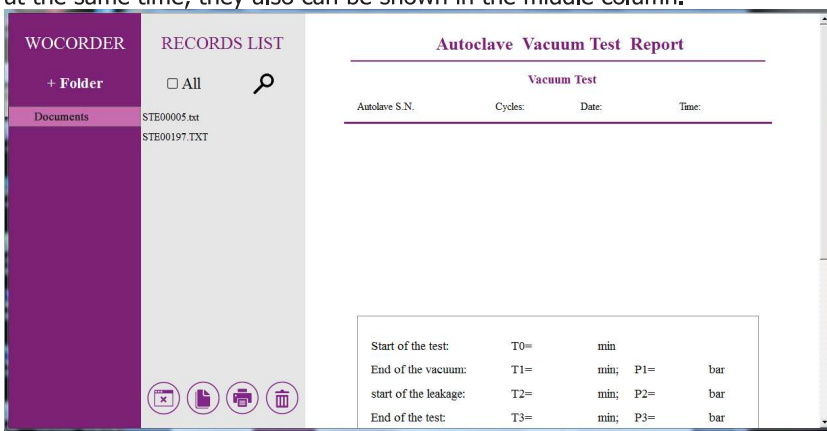 at the same time, they also can be shown in the middle column.
WOCORDER
+ Folder
Documents
RECORDS LIST
All
STE00005.txt
STE00197.TXT
Autoclave Vacuum Test Report
Vacuum Test
Autolave S.N. Cycles: Date: Time:
Start of the test: T0= min
End of the vacuum: T1= min; P1= bar
start of the leakage: T2= min; P2= bar
End of the test: T3= min; P3= bar